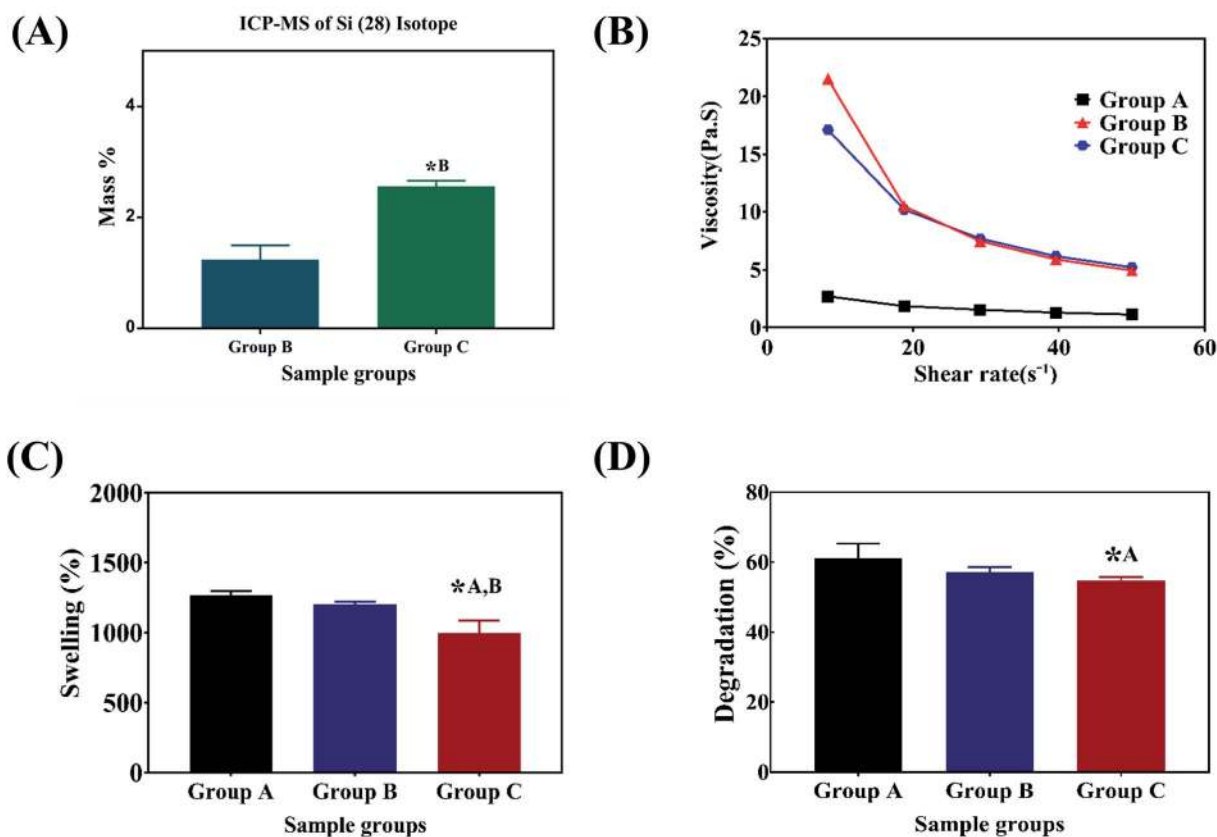 (A)
ICP-MS of Si (28) Isotope
Mass %
4
2
0
*B
Group B
Group C
Sample groups
(B)
Viscosity(Pa.S)
25
20
15
10
5
0
Group A
Group B
Group C
0
20
40
60
Shear rate(s⁻¹)
(C)
Swelling (%)
2000
1500
1000
500
0
*A,B
Group A
Group B
Group C
Sample groups
(D)
Degradation (%)
80
60
40
20
0
*A
Group A
Group B
Group C
Sample groups